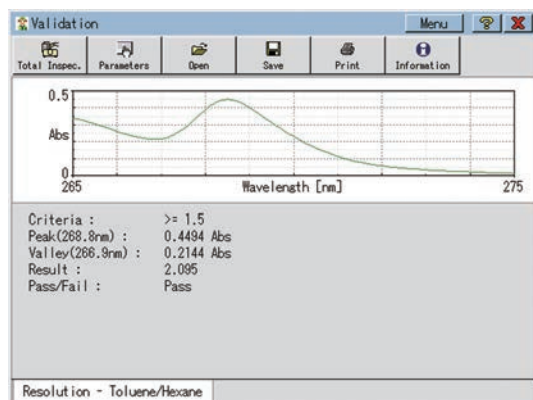 Validation Menu ?
Total Inspec. Parameters Open Save Print Information
0.5
Abs
0
265 Wavelength [nm] 275
Criteria : >= 1.5
Peak(268.8nm) : 0.4494 Abs
Valley(266.9nm) : 0.2144 Abs
Result : 2.095
Pass/Fail : Pass
Resolution - Toluene/Hexane